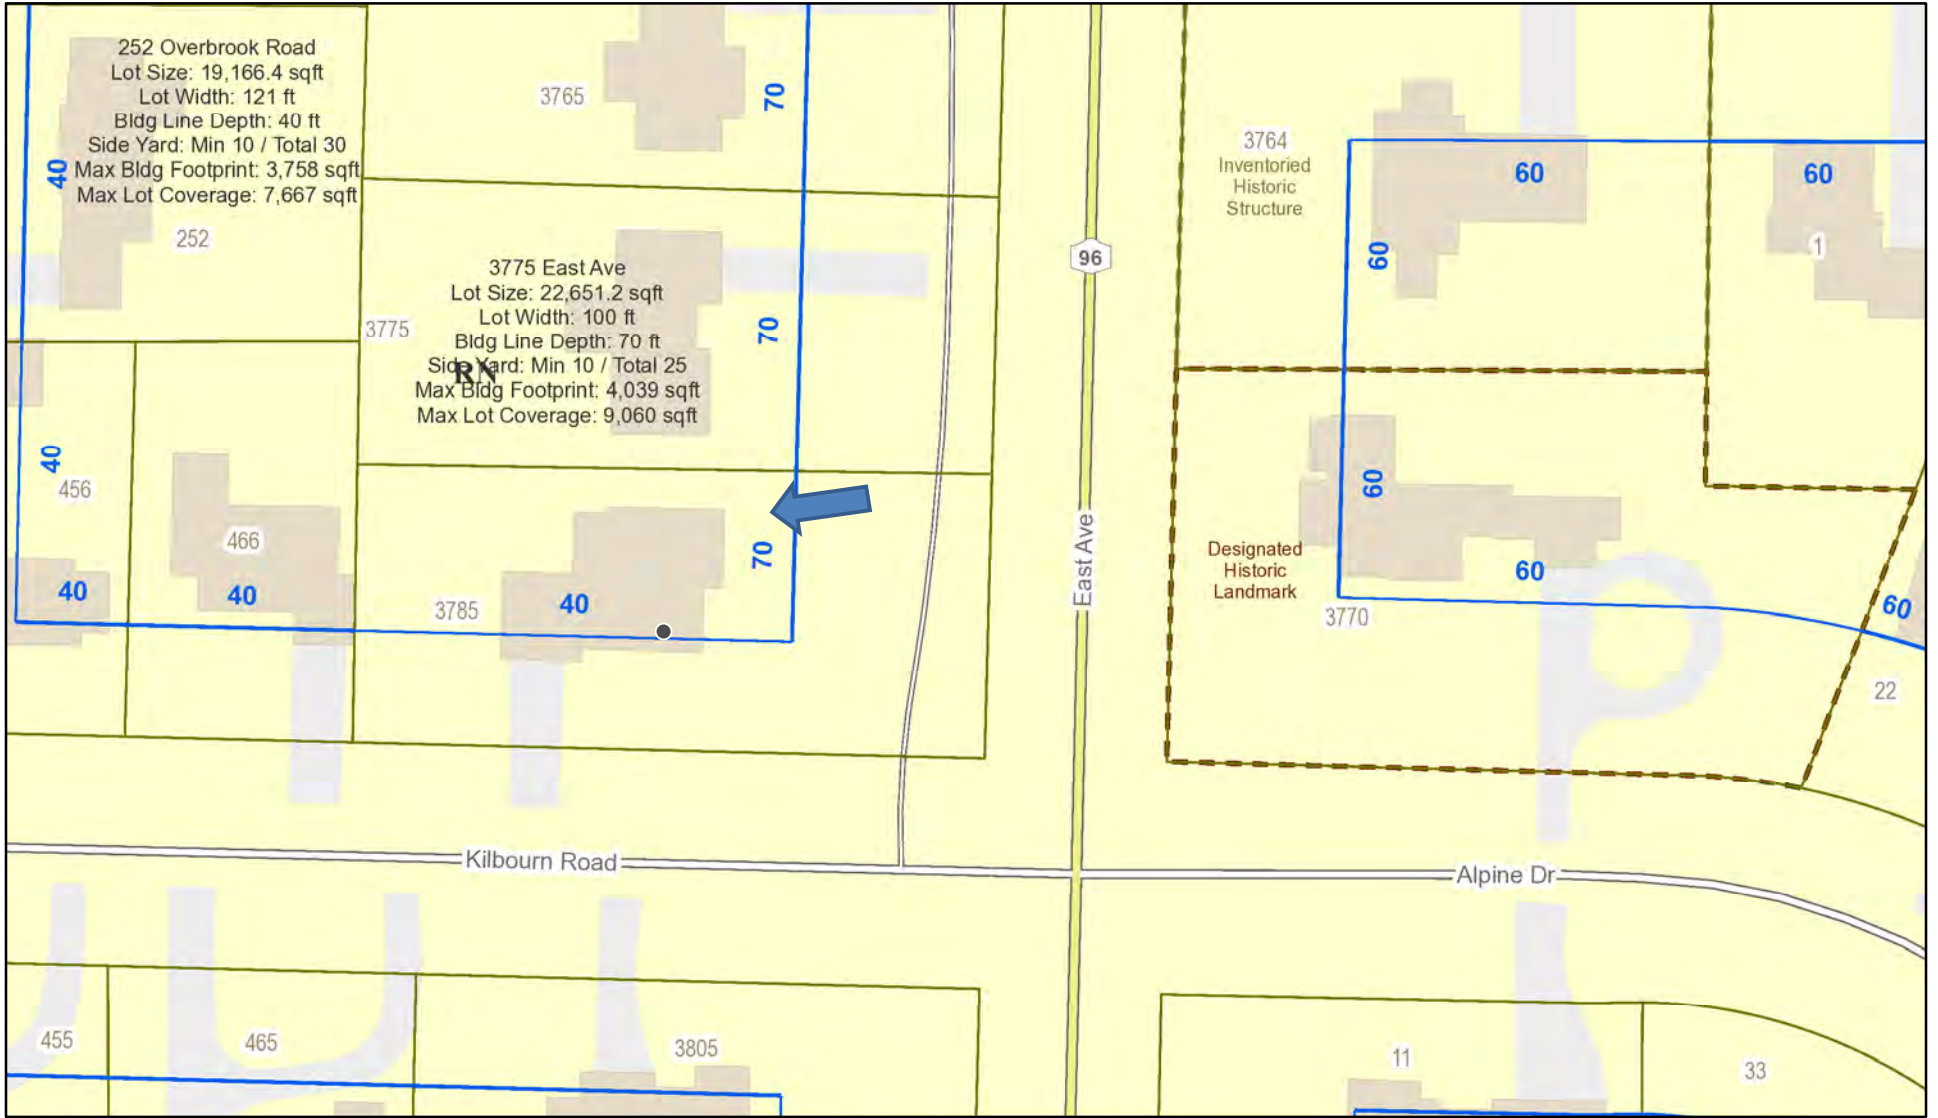 252 Overbrook Road
Lot Size: 19,166.4 sqft
Lot Width: 121 ft
Bldg Line Depth: 40 ft
Side Yard: Min 10 / Total 30
Max Bldg Footprint: 3,758 sqft
Max Lot Coverage: 7,667 sqft
40
252
3765
70
3764
Inventoried
Historic
Structure
60
60
60
1
96
3775 East Ave
Lot Size: 22,651.2 sqft
Lot Width: 100 ft
Bldg Line Depth: 70 ft
Side Yard: Min 10 / Total 25
Max Bldg Footprint: 4,039 sqft
Max Lot Coverage: 9,060 sqft
3775
RN
70
40
456
466
40
40
3785
40
70
East Ave
60
Designated
Historic
Landmark
60
3770
60
22
Kilbourn Road
Alpine Dr
455
465
3805
11
33